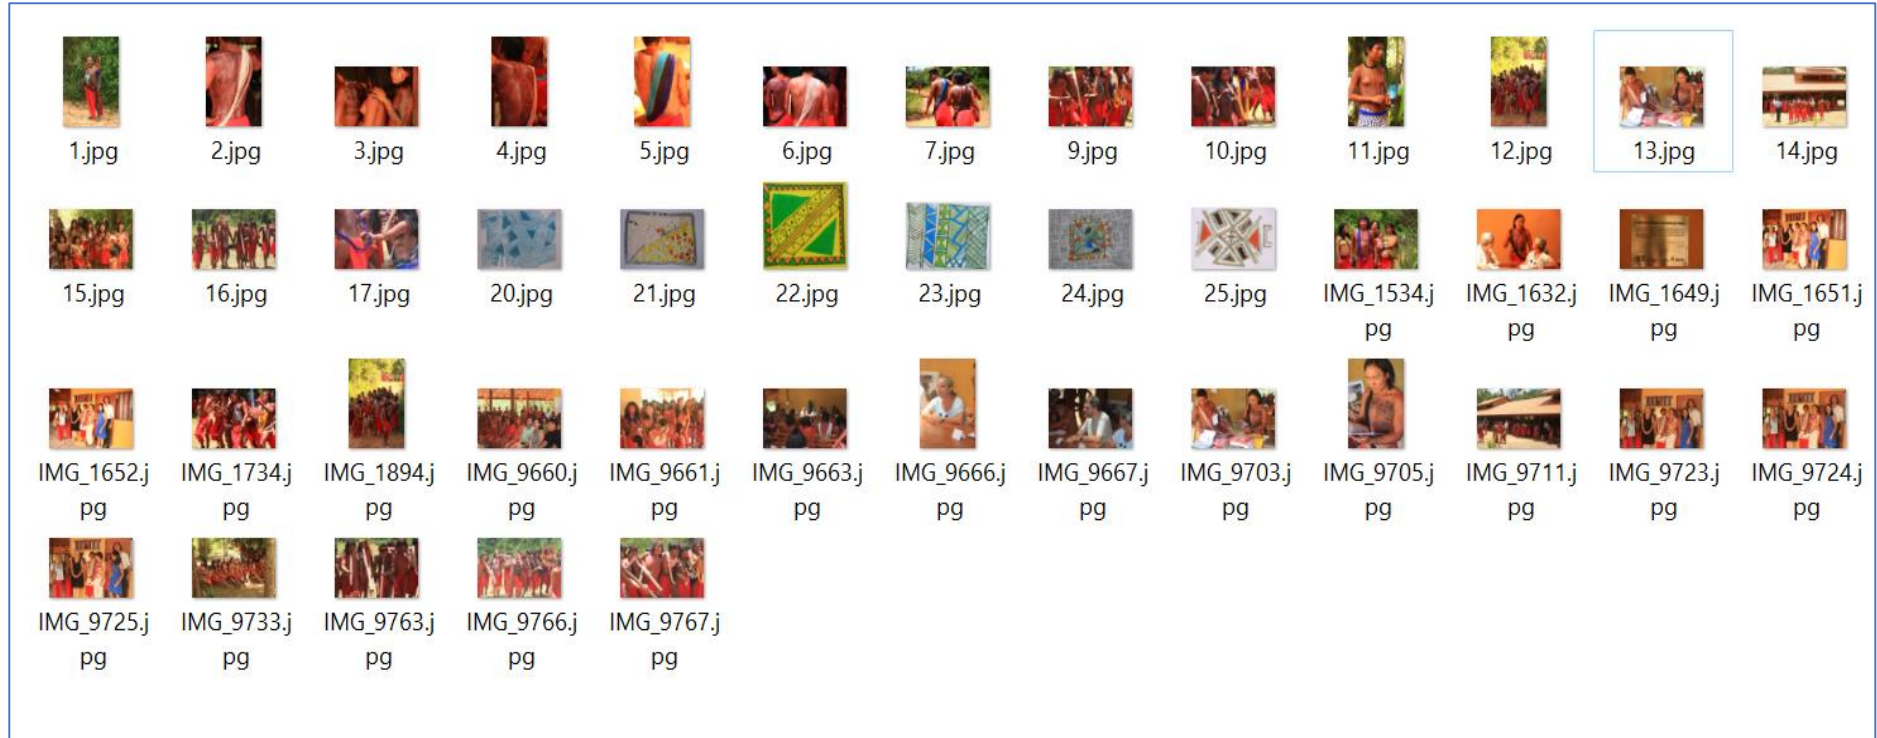 1.jpg 2.jpg 3.jpg 4.jpg 5.jpg 6.jpg 7.jpg 9.jpg 10.jpg 11.jpg 12.jpg 13.jpg 14.jpg
15.jpg 16.jpg 17.jpg 20.jpg 21.jpg 22.jpg 23.jpg 24.jpg 25.jpg IMG_1534.j IMG_1632.j IMG_1649.j IMG_1651.j
pg pg pg pg
IMG_1652.j IMG_1734.j IMG_1894.j IMG_9660.j IMG_9661.j IMG_9663.j IMG_9666.j IMG_9667.j IMG_9703.j IMG_9705.j IMG_9711.j IMG_9723.j IMG_9724.j
pg pg pg pg pg pg pg pg pg pg pg pg pg
IMG_9725.j IMG_9733.j IMG_9763.j IMG_9766.j IMG_9767.j
pg pg pg pg pg